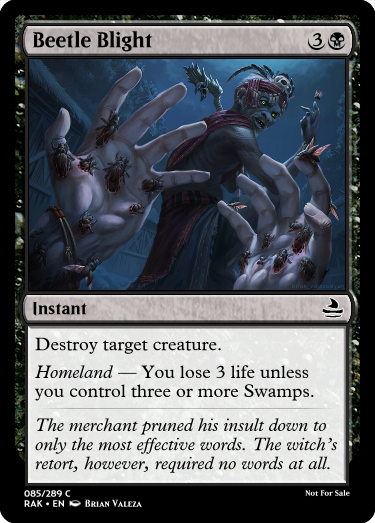 Beetle Blight 3
Instant
Destroy target creature.
Homeland — You lose 3 life unless
you control three or more Swamps.
The merchant pruned his insult down to
only the most effective words. The witch's
retort, however, required no words at all.
085/289 C Not For Sale
RAK • EN Brian Valeza